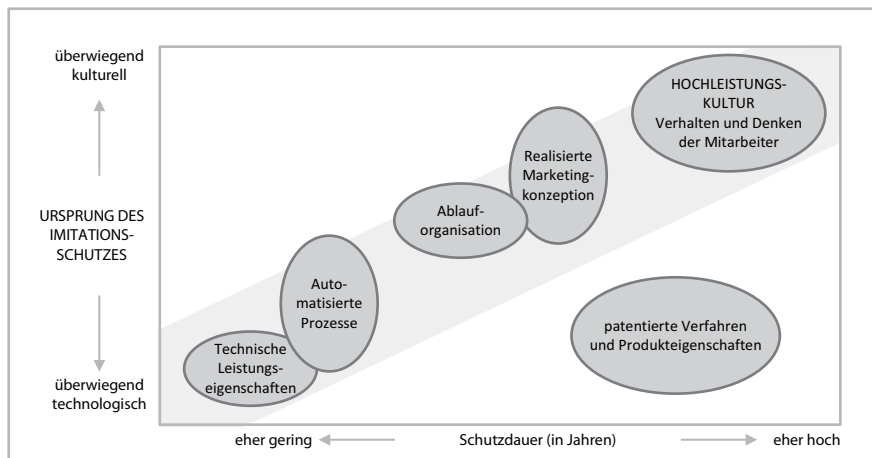 überwiegend
kulturell
URSPRUNG DES
IMITATIONS-
SCHUTZES
überwiegend
technologisch
HOCHLEISTUNGS-
KULTUR
Verhalten und Denken
der Mitarbeiter
Realisierte
Marketing-
konzeption
Ablauf-
organisation
Auto-
matisierte
Prozesse
Technische
Leistungs-
eigenschaften
patentierte Verfahren
und Produkteigenschaften
eher gering
Schutzdauer (in Jahren)
eher hoch